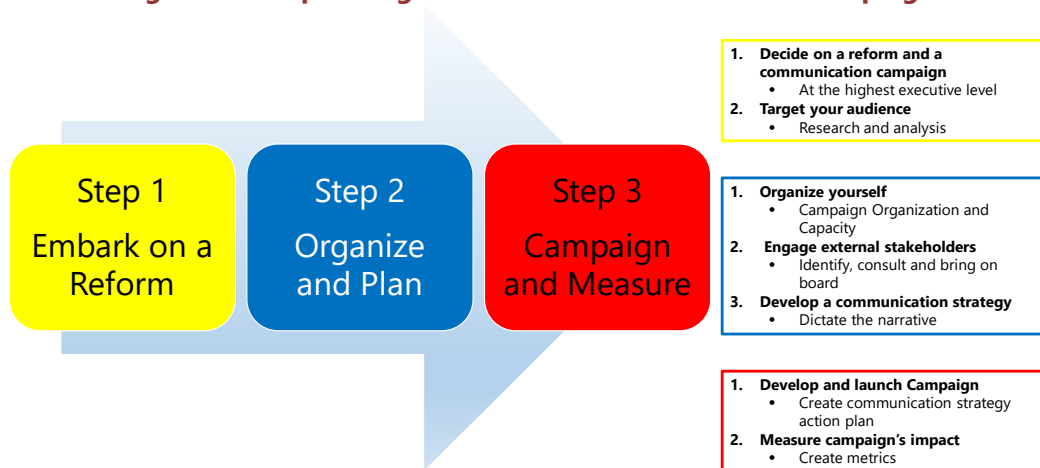 Step 1
Embark on a
Reform
Step 2
Organize
and Plan
Step 3
Campaign
and Measure
1. Decide on a reform and a
communication campaign
• At the highest executive level
2. Target your audience
• Research and analysis
1. Organize yourself
• Campaign Organization and
Capacity
2. Engage external stakeholders
• Identify, consult and bring on
board
3. Develop a communication strategy
• Dictate the narrative
1. Develop and launch Campaign
• Create communication strategy
action plan
2. Measure campaign's impact
• Create metrics